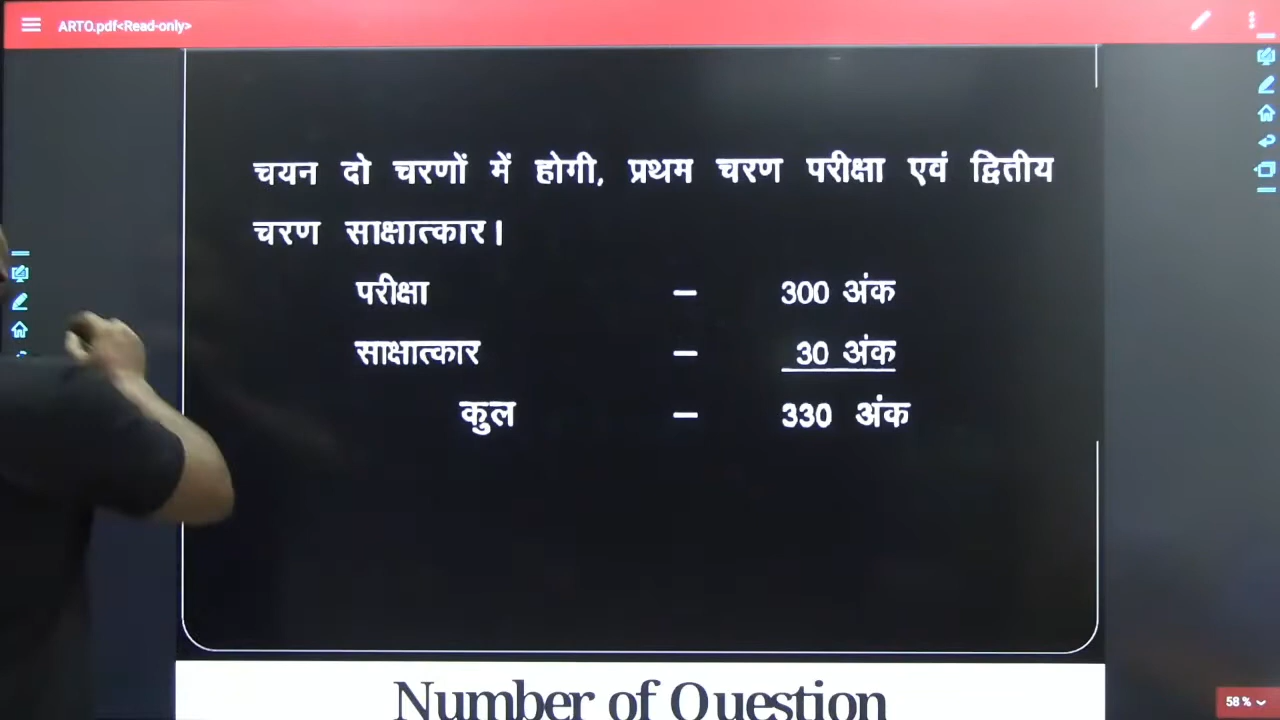 ARTO.pdf<Read-only>
चयन दो चरणों में होगी, प्रथम चरण परीक्षा एवं द्वितीय
चरण साक्षात्कार।
परीक्षा – 300 अंक
साक्षात्कार – 30 अंक
कुल – 330 अंक
Number of Question
58 %